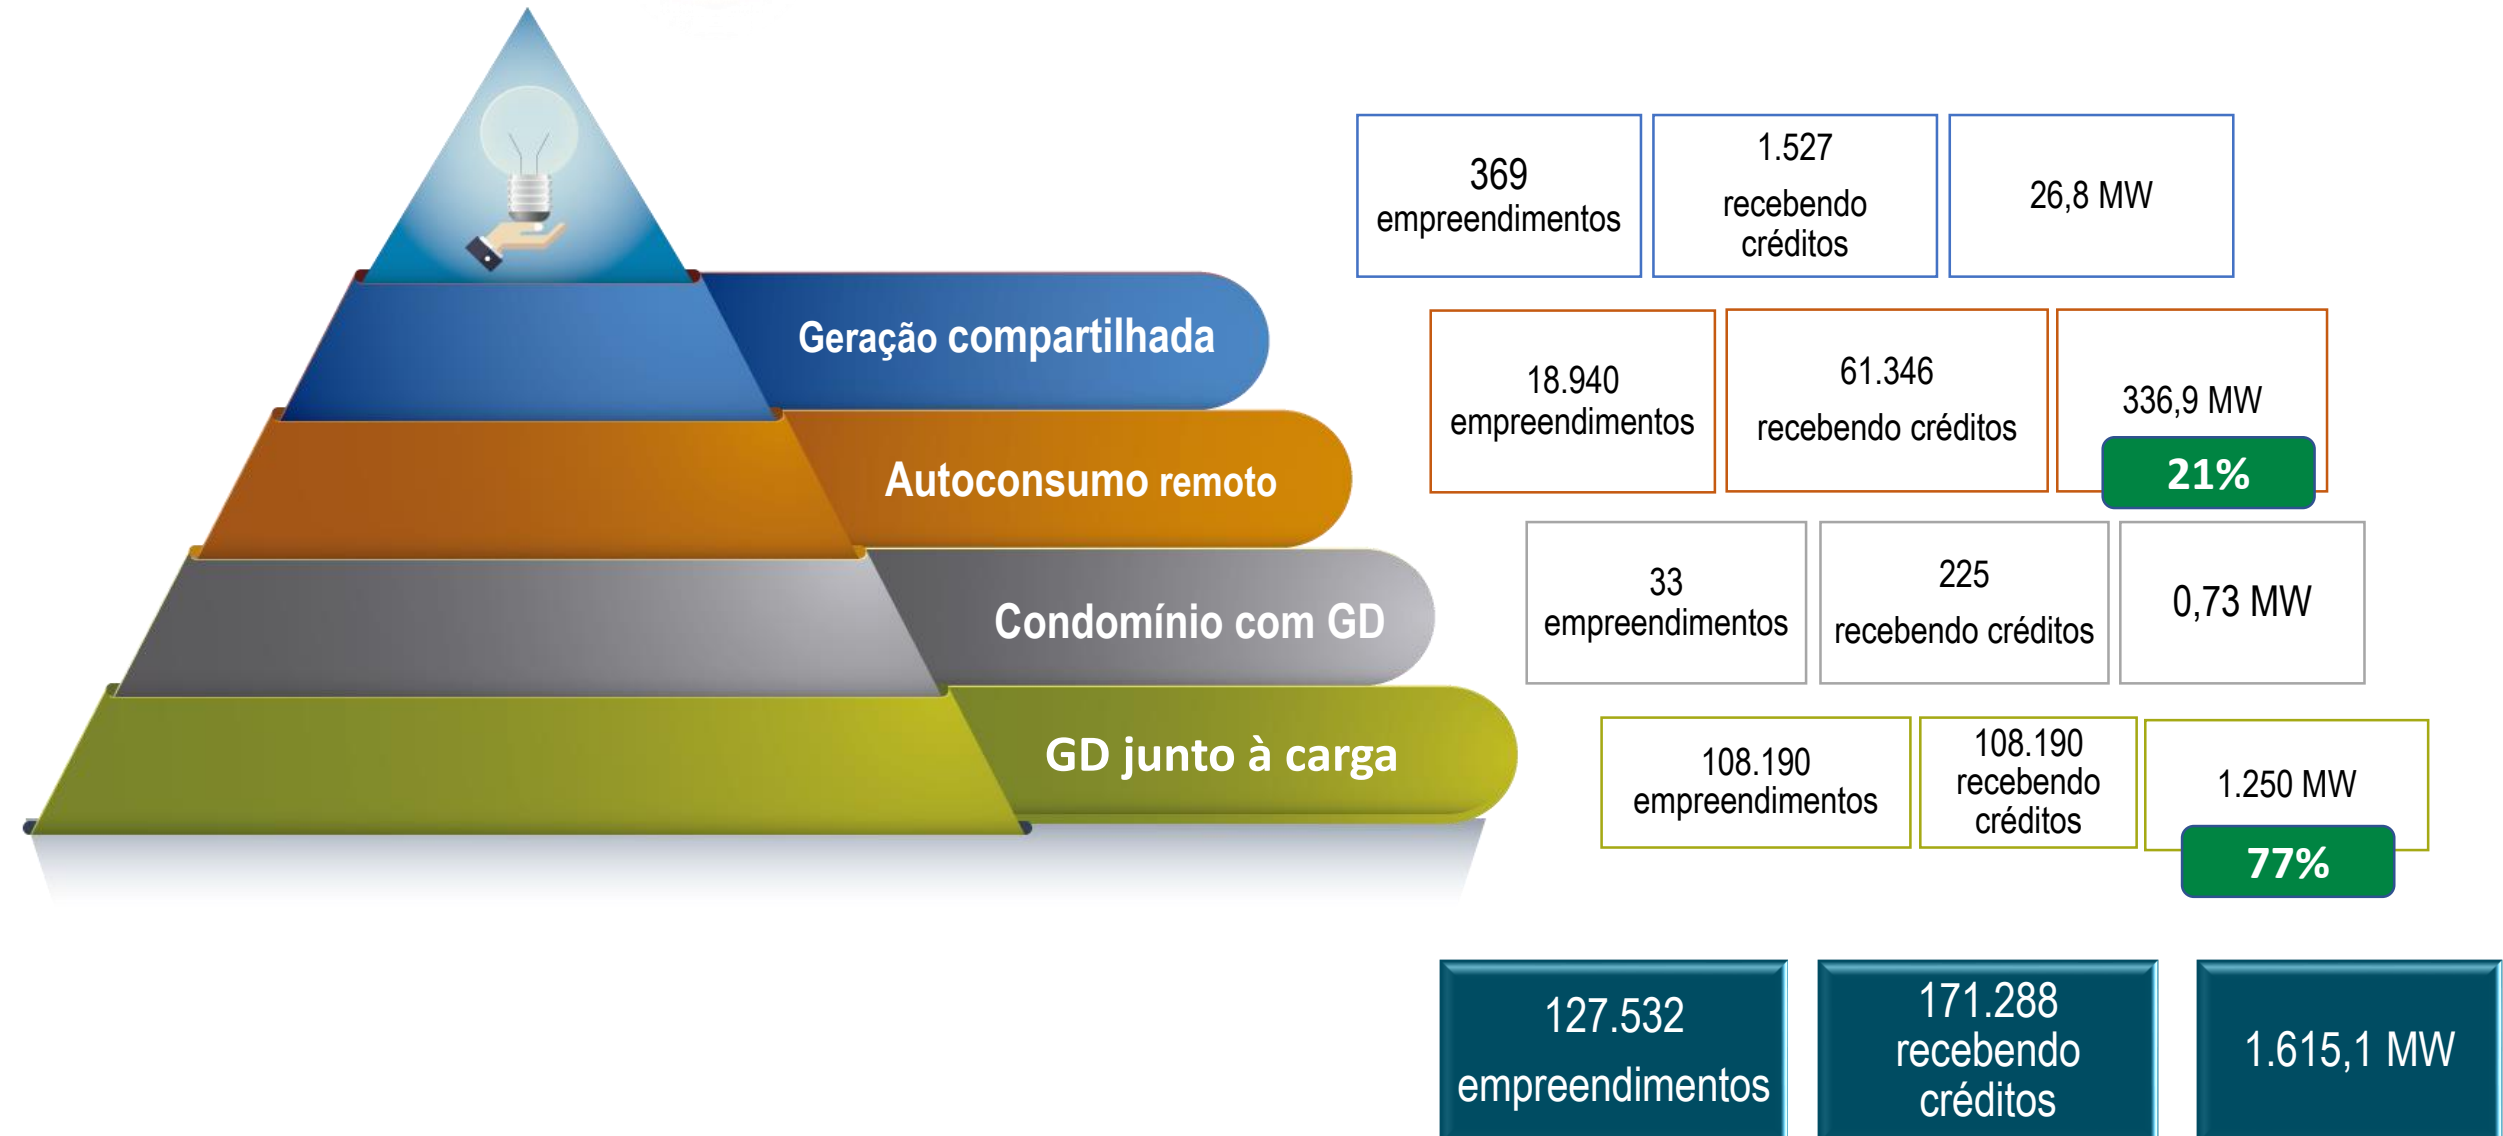 369
empreendimentos
1.527
recebendo
créditos
26,8 MW
Geração compartilhada
18.940
empreendimentos
61.346
recebendo créditos
336,9 MW
21%
Autoconsumo remoto
33
empreendimentos
225
recebendo créditos
0,73 MW
Condomínio com GD
108.190
empreendimentos
108.190
recebendo
créditos
1.250 MW
77%
GD junto à carga
127.532
empreendimentos
171.288
recebendo
créditos
1.615,1 MW